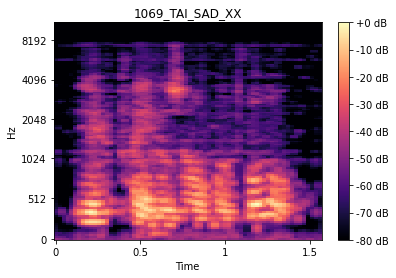 1069_TAI_SAD_XX
Hz
8192
4096
2048
1024
512
0
0
0.5
1
1.5
Time
+0 dB
-10 dB
-20 dB
-30 dB
-40 dB
-50 dB
-60 dB
-70 dB
-80 dB